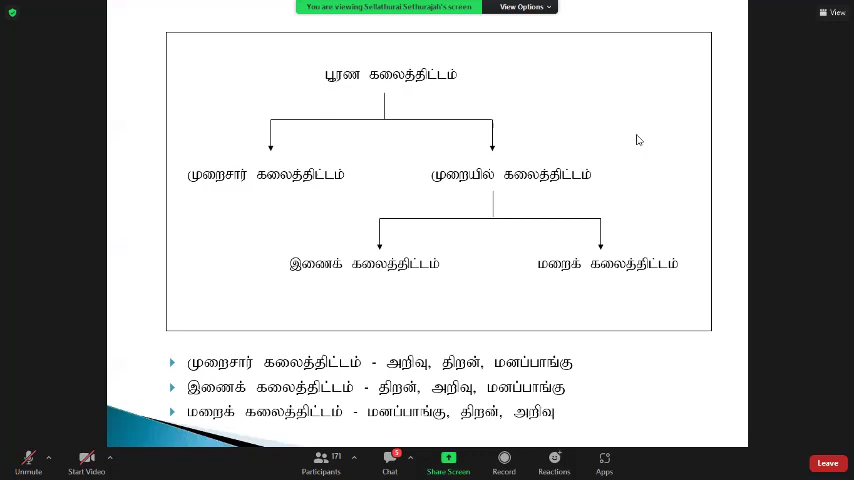 You are viewing Sellathurai Sethurajah's screen View Options
View
பூரண கலைத்திட்டம்
முறைசார் கலைத்திட்டம் முறையில் கலைத்திட்டம்
இணைக் கலைத்திட்டம் மறைக் கலைத்திட்டம்
முறைசார் கலைத்திட்டம் - அறிவு, திறன், மனப்பாங்கு
இணைக் கலைத்திட்டம் - திறன், அறிவு, மனப்பாங்கு
மறைக் கலைத்திட்டம் - மனப்பாங்கு, திறன், அறிவு
171 5
Unmute Start Video Participants Chat Share Screen Record Reactions Apps Leave